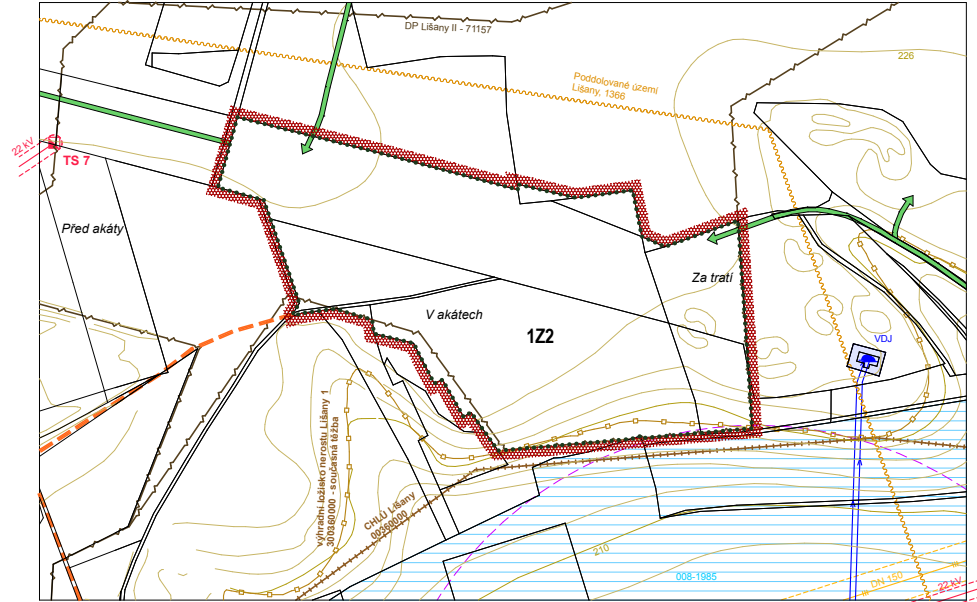 DP Lišany II - 71157
226
Poddolované území
Lišany, 1366
22 kV
TS 7
Před akáty
Za tratí
V akátech
1Z2
VDJ
výhradní ložisko nerostu Lišany 1
300360000 - současná těžba
CHLÚ Lišany
00360000
210
008-1985
DN 150
22 kV